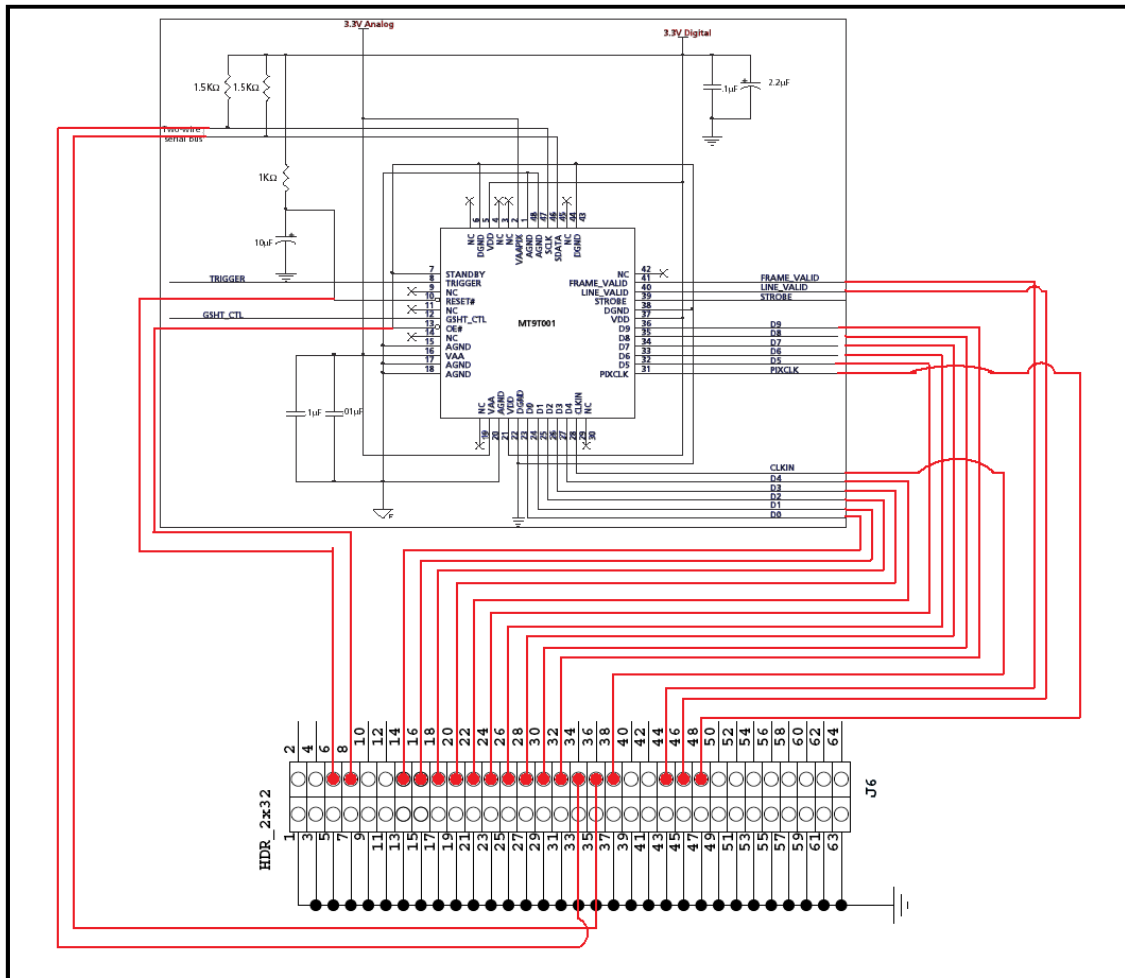 3.3V Analog
3.3V Digital
1.5KΩ 1.5KΩ
.1µF
2.2µF
Two-wire
serial bus
1KΩ
10µF
6 5 4 3 2 1 48 47 46 45 44 43
NC DGND VDD NC NC VAAPIX AGND AGND SCLK SDATA NC DGND
TRIGGER
GSHT_CTL
7 STANDBY
8 TRIGGER
9 NC
10 RESET#
11 NC
12 GSHT_CTL
13 OE#
14 NC
15 AGND
16 VAA
17 AGND
18 AGND
MT9T001
NC 42
FRAME_VALID 41 FRAME_VALID
LINE_VALID 40 LINE_VALID
STROBE 39 STROBE
DGND 38
VDD 37
D9 36 D9
D8 35 D8
D7 34 D7
D6 33 D6
D5 32 D5
PIXCLK 31 PIXCLK
.1µF
.01µF
NC VAA AGND VDD DGND D0 D1 D2 D3 D4 CLKIN NC
19 20 21 22 23 24 25 26 27 28 29 30
CLKIN
D4
D3
D2
D1
D0
2 4 6 8 10 12 14 16 18 20 22 24 26 28 30 32 34 36 38 40 42 44 46 48 50 52 54 56 58 60 62 64
HDR_2x32
J6
1 3 5 7 9 11 13 15 17 19 21 23 25 27 29 31 33 35 37 39 41 43 45 47 49 51 53 55 57 59 61 63